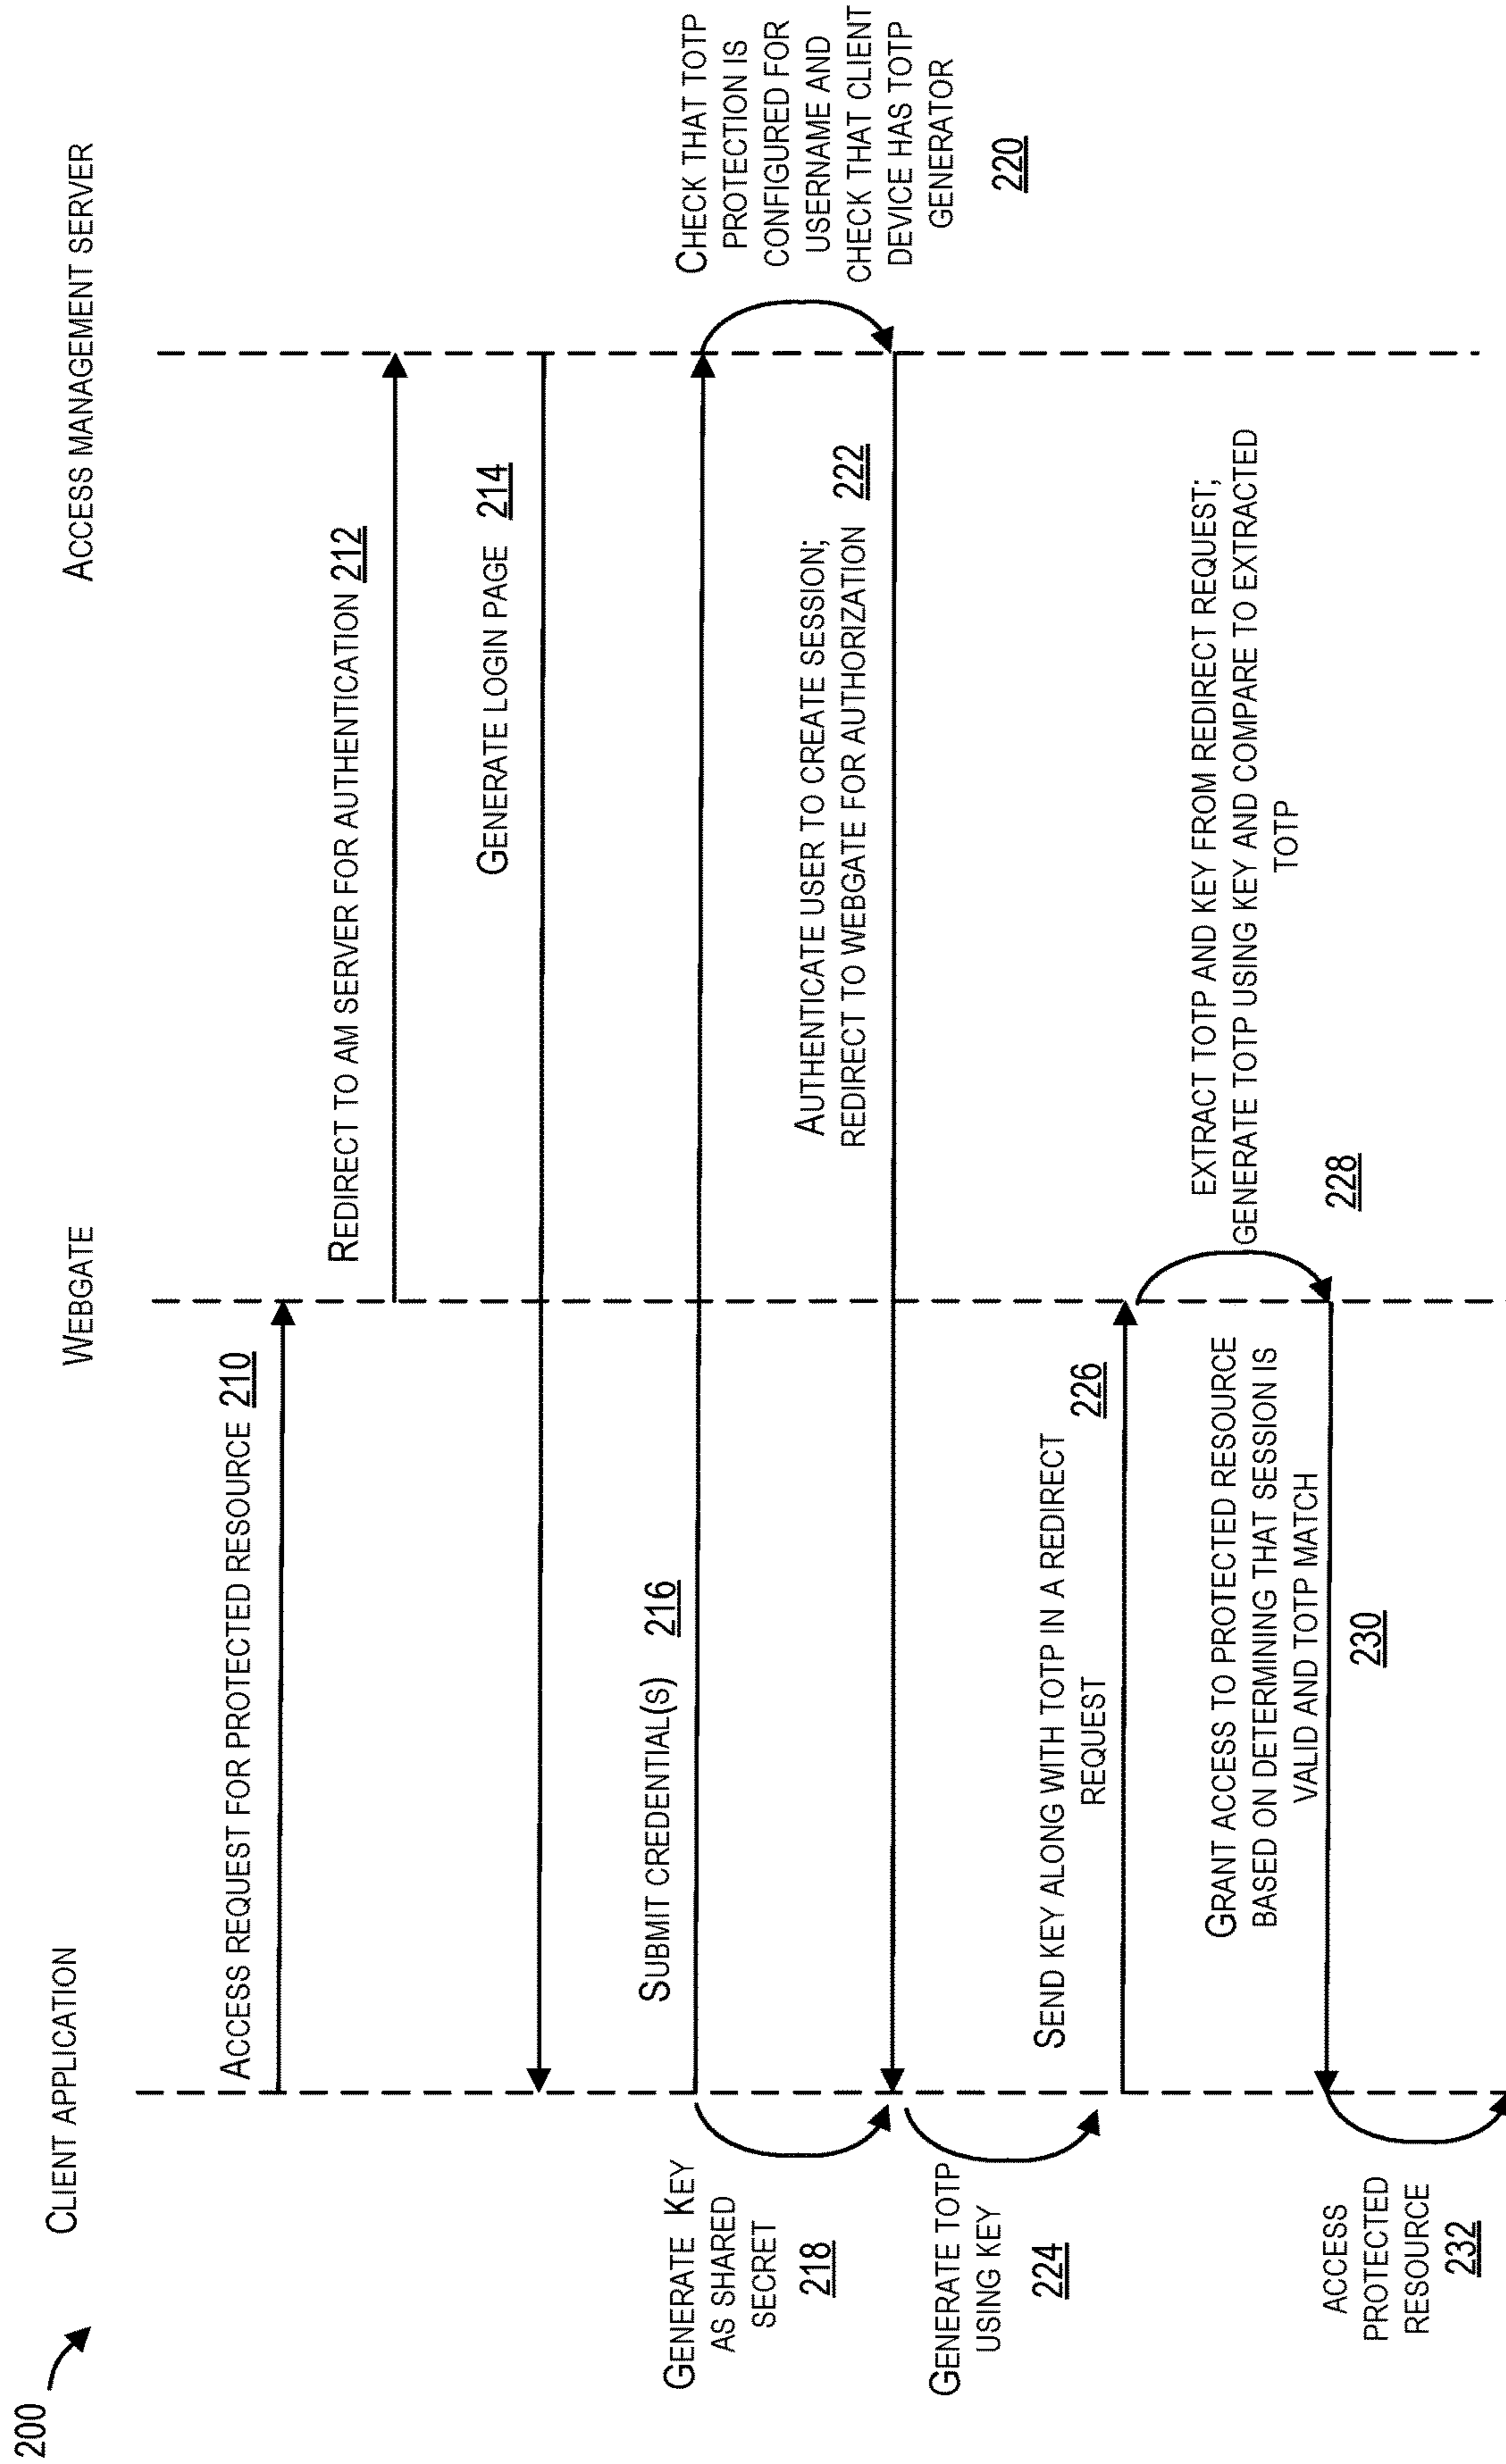 200
CLIENT APPLICATION
WEBGATE
ACCESS MANAGEMENT SERVER
ACCESS REQUEST FOR PROTECTED RESOURCE 210
REDIRECT TO AM SERVER FOR AUTHENTICATION 212
GENERATE LOGIN PAGE 214
SUBMIT CREDENTIAL(S) 216
GENERATE KEY
AS SHARED
SECRET
218
CHECK THAT TOTP
PROTECTION IS
CONFIGURED FOR
USERNAME AND
CHECK THAT CLIENT
DEVICE HAS TOTP
GENERATOR
220
AUTHENTICATE USER TO CREATE SESSION;
REDIRECT TO WEBGATE FOR AUTHORIZATION 222
GENERATE TOTP
USING KEY
224
SEND KEY ALONG WITH TOTP IN A REDIRECT
REQUEST
226
EXTRACT TOTP AND KEY FROM REDIRECT REQUEST;
GENERATE TOTP USING KEY AND COMPARE TO EXTRACTED
TOTP
228
GRANT ACCESS TO PROTECTED RESOURCE
BASED ON DETERMINING THAT SESSION IS
VALID AND TOTP MATCH
230
ACCESS
PROTECTED
RESOURCE
232